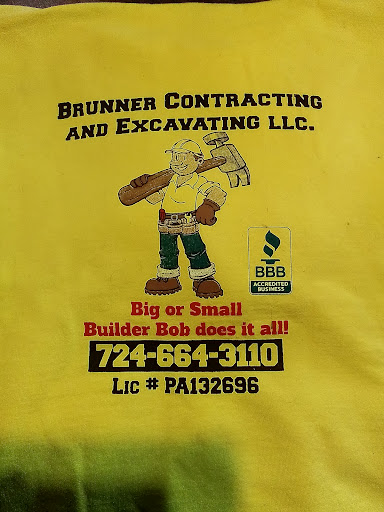 Brunner Contracting
and Excavating LLC.
BBB
ACCREDITED
BUSINESS
Big or Small
Builder Bob does it all!
724-664-3110
Lic # PA132696